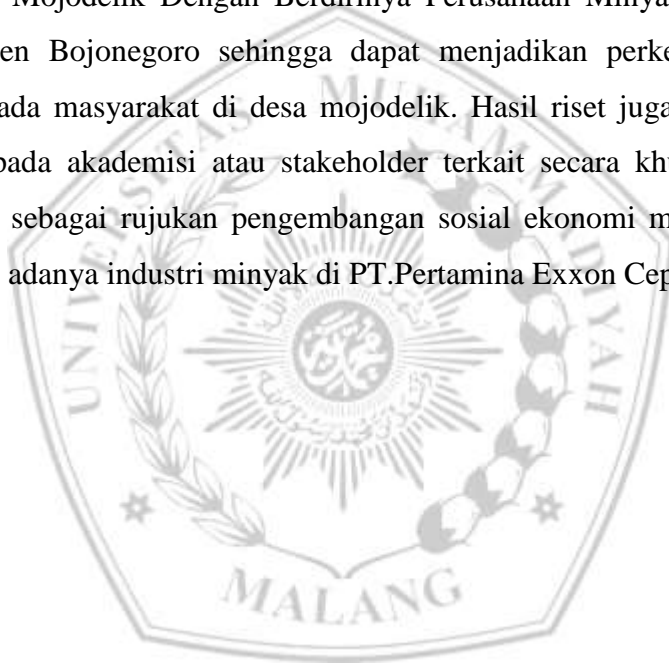 Mojodelik Dengan Berdirinya Perusahaan Minya
en Bojonegoro sehingga dapat menjadikan perke
ada masyarakat di desa mojodelik. Hasil riset juga
pada akademisi atau stakeholder terkait secara kh
sebagai rujukan pengembangan sosial ekonomi m
adanya industri minyak di PT.Pertamina Exxon Cep
UNIVERSITAS MUHAMMADIYAH
MALANG